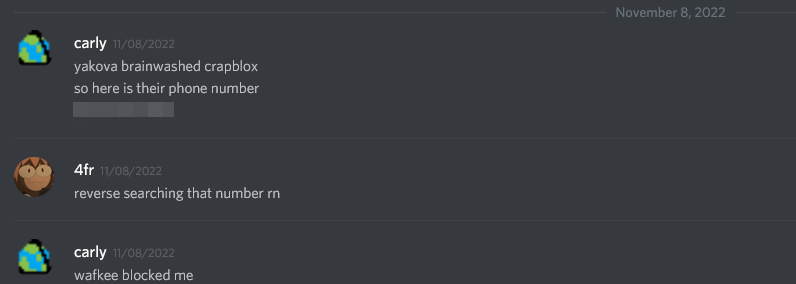 November 8, 2022
carly 11/08/2022
yakova brainwashed crapblox
so here is their phone number
4fr 11/08/2022
reverse searching that number rn
carly 11/08/2022
wafkee blocked me